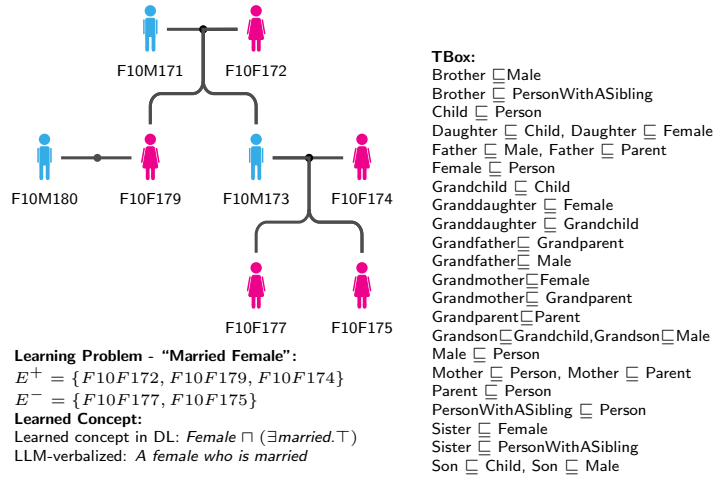 F10M171
F10F172
F10M180
F10F179
F10M173
F10F174
F10F177
F10F175
Learning Problem - “Married Female”:
E⁺ = {F10F172, F10F179, F10F174}
E⁻ = {F10F177, F10F175}
Learned Concept:
Learned concept in DL: Female ⊓ (∃married.⊤)
LLM-verbalized: A female who is married
TBox:
Brother ⊑Male
Brother ⊑ PersonWithASibling
Child ⊑ Person
Daughter ⊑ Child, Daughter ⊑ Female
Father ⊑ Male, Father ⊑ Parent
Female ⊑ Person
Grandchild ⊑ Child
Granddaughter ⊑ Female
Granddaughter ⊑ Grandchild
Grandfather⊑ Grandparent
Grandfather⊑ Male
Grandmother⊑Female
Grandmother⊑ Grandparent
Grandparent⊑Parent
Grandson⊑Grandchild,Grandson⊑Male
Male ⊑ Person
Mother ⊑ Person, Mother ⊑ Parent
Parent ⊑ Person
PersonWithASibling ⊑ Person
Sister ⊑ Female
Sister ⊑ PersonWithASibling
Son ⊑ Child, Son ⊑ Male